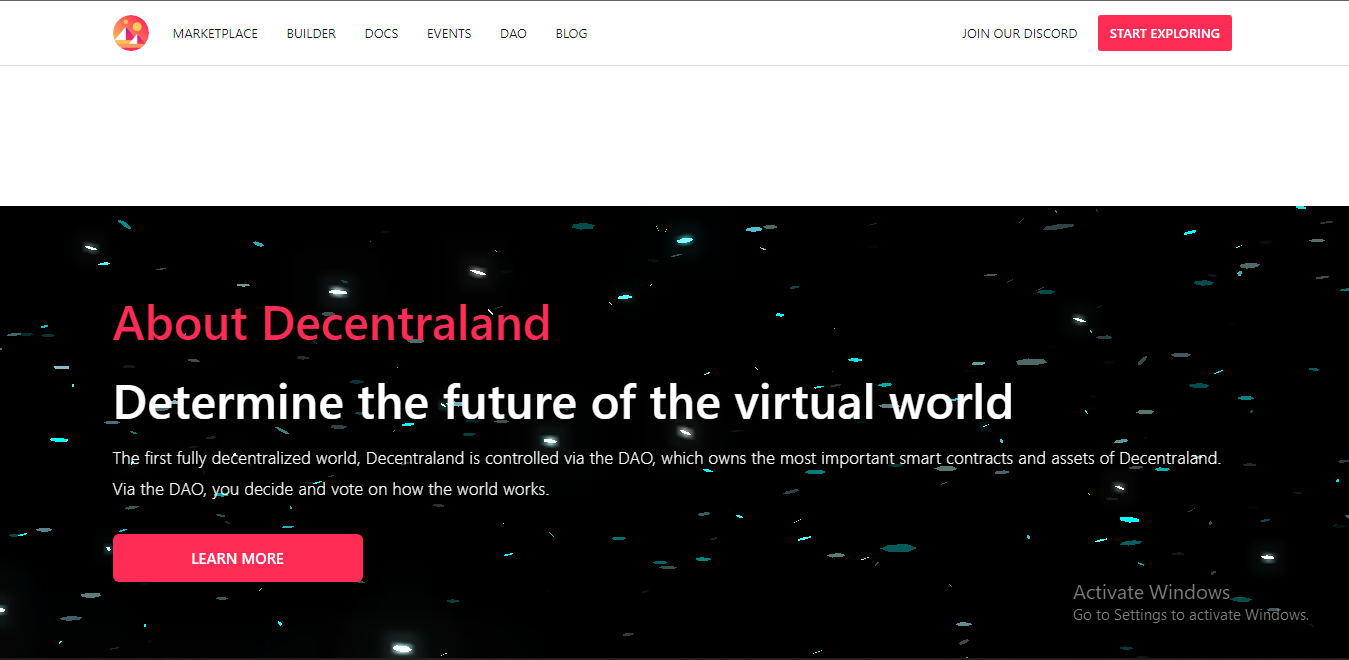 MARKETPLACE BUILDER DOCS EVENTS DAO BLOG JOIN OUR DISCORD START EXPLORING
About Decentraland
Determine the future of the virtual world
The first fully decentralized world, Decentraland is controlled via the DAO, which owns the most important smart contracts and assets of Decentraland.
Via the DAO, you decide and vote on how the world works.
LEARN MORE
Activate Windows
Go to Settings to activate Windows.